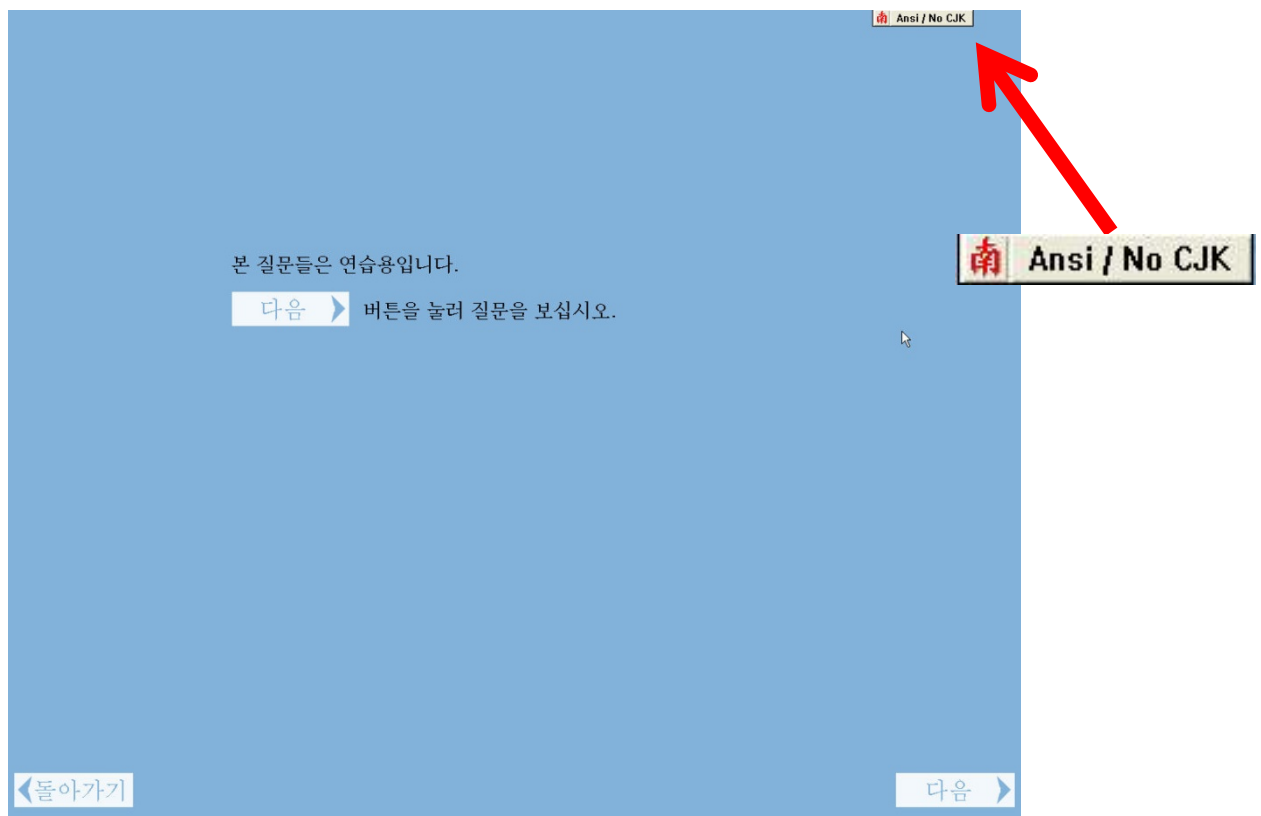 南 Ansi / No CJK
南 Ansi / No CJK
본 질문들은 연습용입니다.
다음 버튼을 눌러 질문을 보십시오.
돌아가기
다음